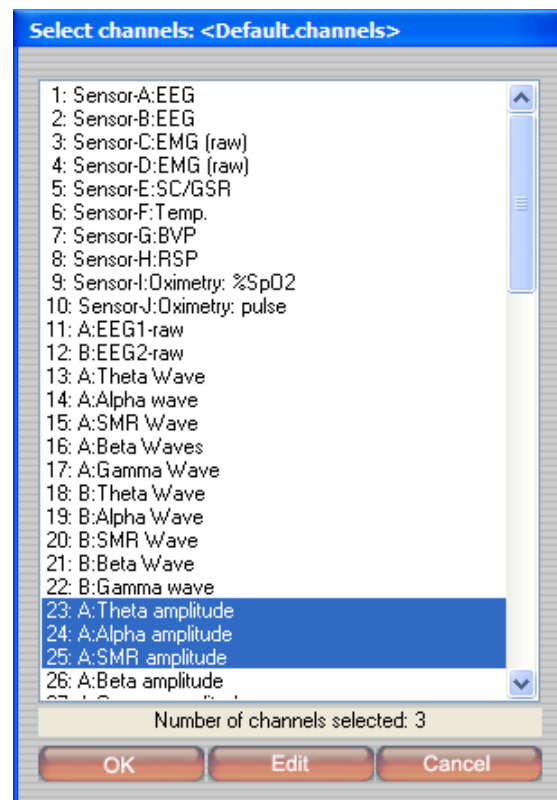 Select channels: <Default.channels>
1: Sensor-A:EEG
2: Sensor-B:EEG
3: Sensor-C:EMG (raw)
4: Sensor-D:EMG (raw)
5: Sensor-E:SC/GSR
6: Sensor-F:Temp.
7: Sensor-G:BVP
8: Sensor-H:RSP
9: Sensor-I:Oximetry: %SpO2
10: Sensor-J:Oximetry: pulse
11: A:EEG1-raw
12: B:EEG2-raw
13: A:Theta Wave
14: A:Alpha wave
15: A:SMR Wave
16: A:Beta Waves
17: A:Gamma Wave
18: B:Theta Wave
19: B:Alpha Wave
20: B:SMR Wave
21: B:Beta Wave
22: B:Gamma wave
23: A:Theta amplitude
24: A:Alpha amplitude
25: A:SMR amplitude
26: A:Beta amplitude
Number of channels selected: 3
OK Edit Cancel